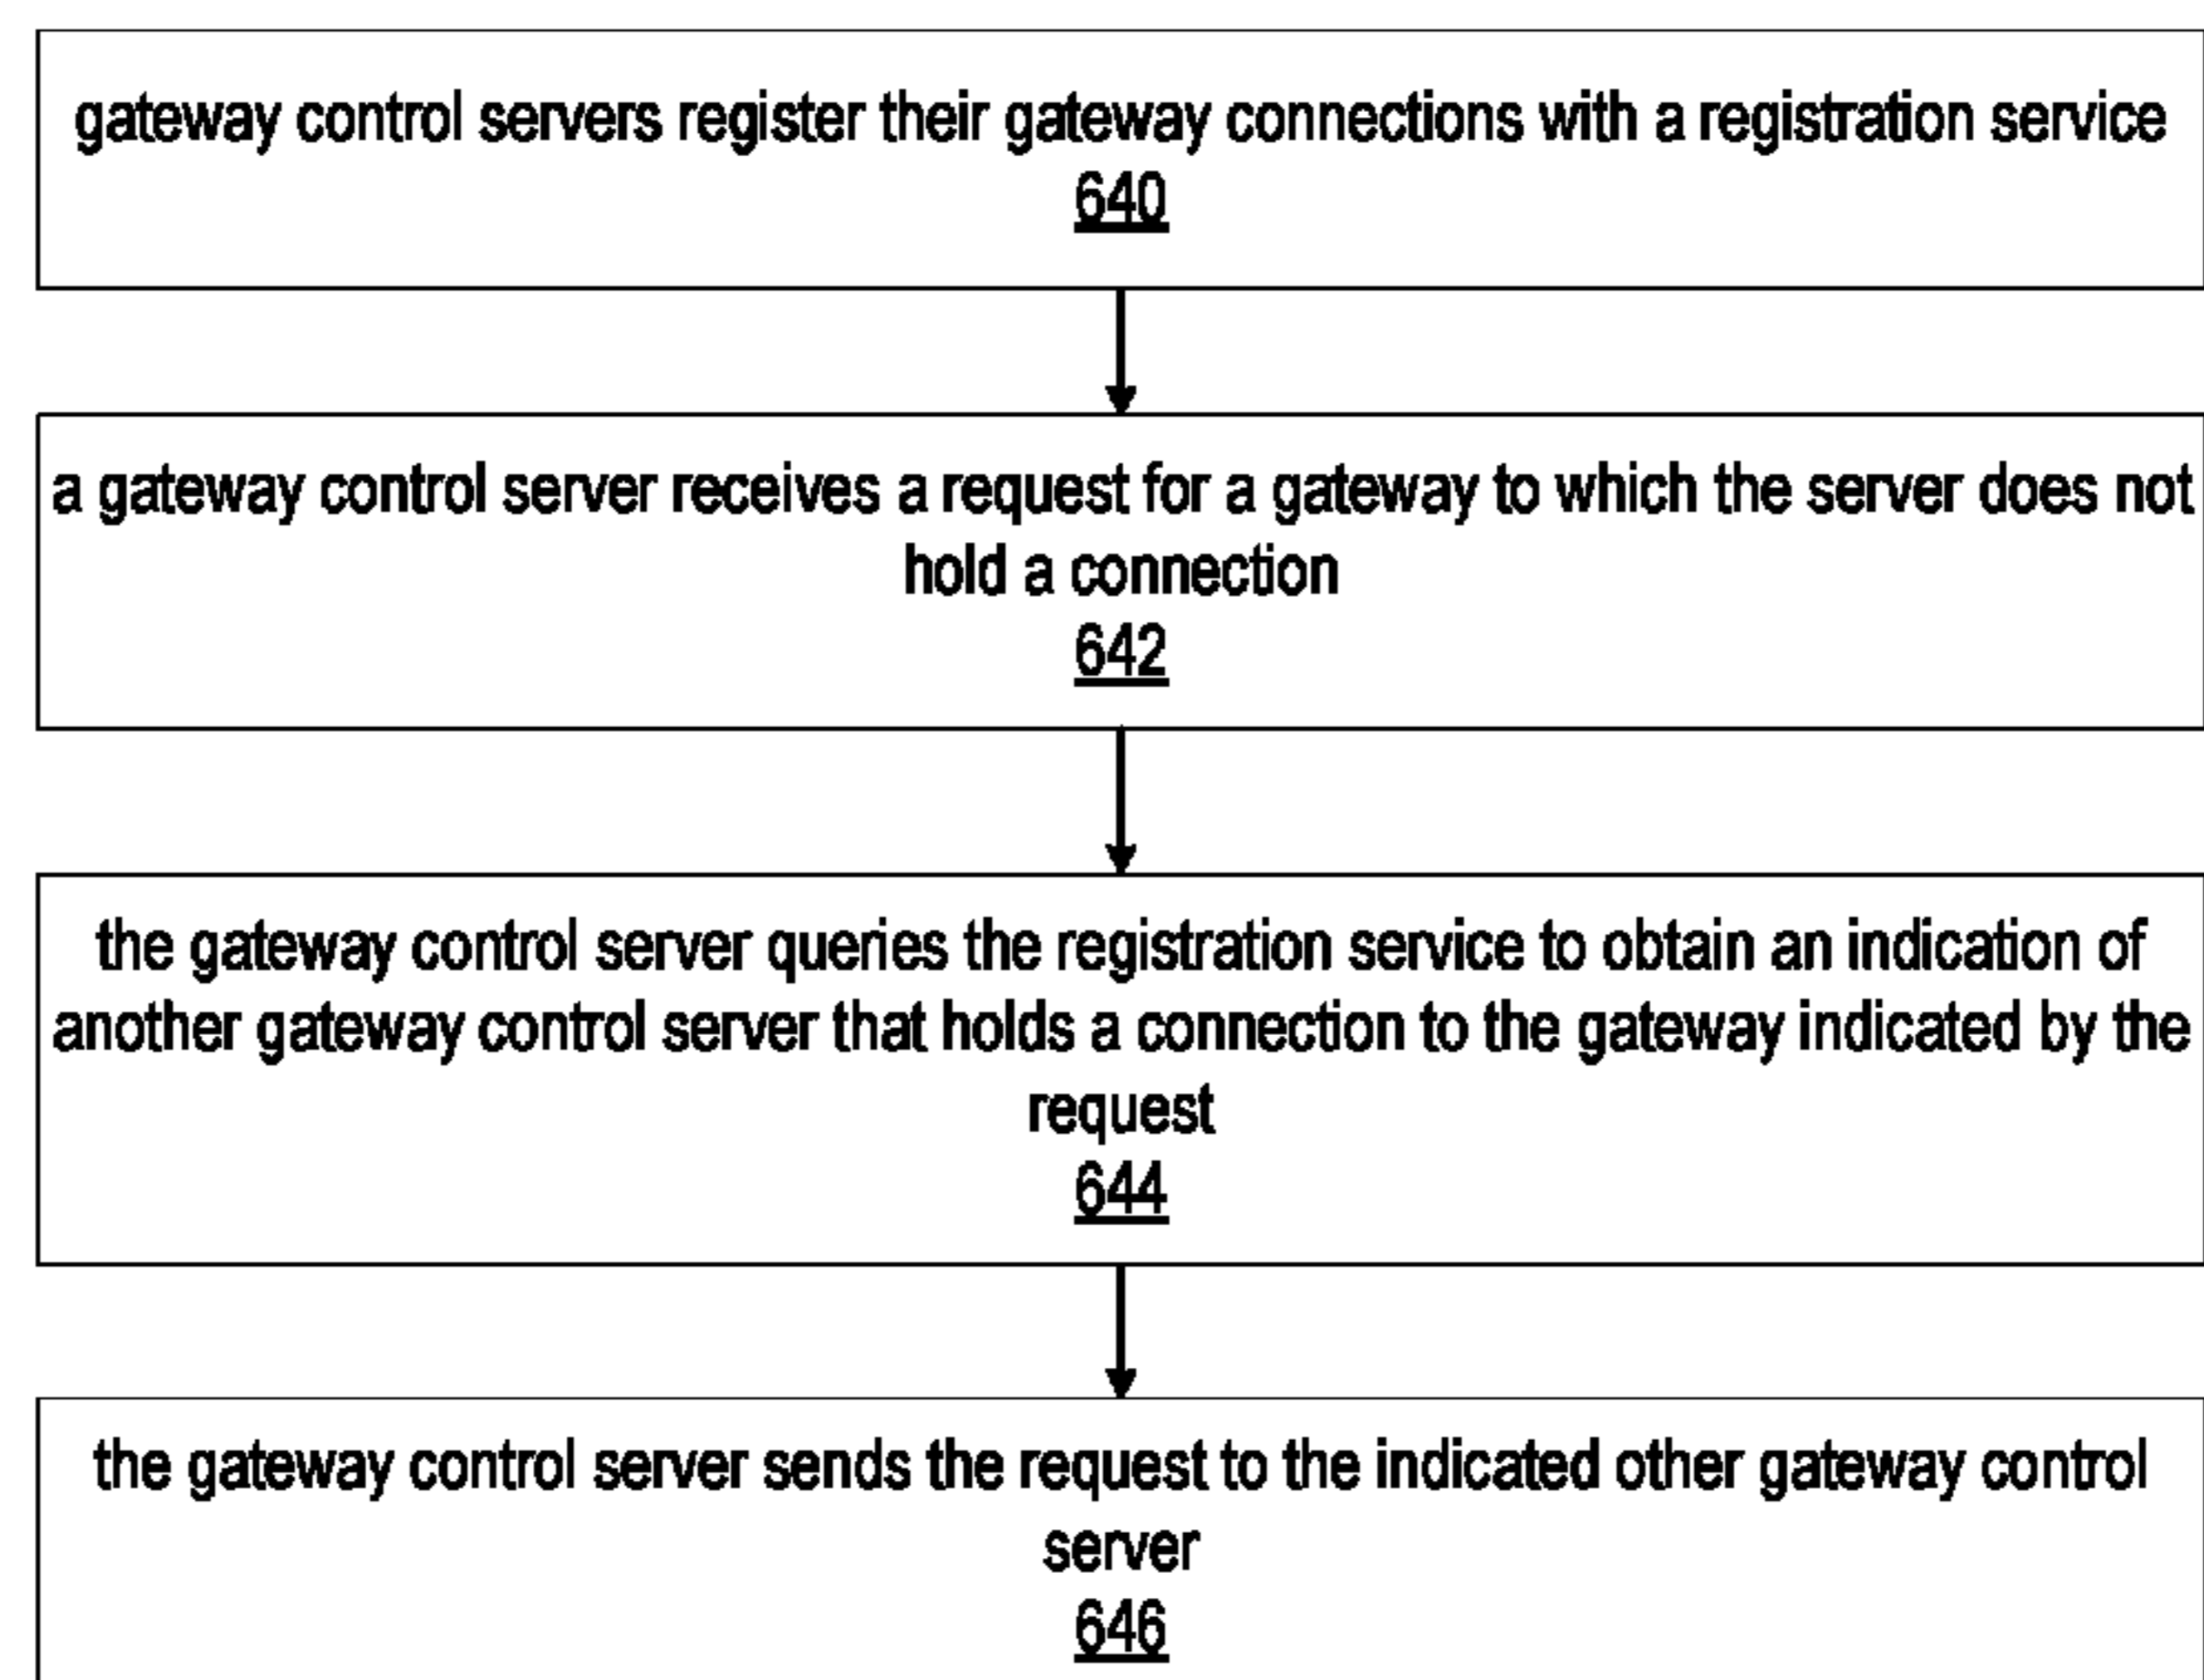 gateway control servers register their gateway connections with a registration service
640
a gateway control server receives a request for a gateway to which the server does not
hold a connection
642
the gateway control server queries the registration service to obtain an indication of
another gateway control server that holds a connection to the gateway indicated by the
request
644
the gateway control server sends the request to the indicated other gateway control
server
646